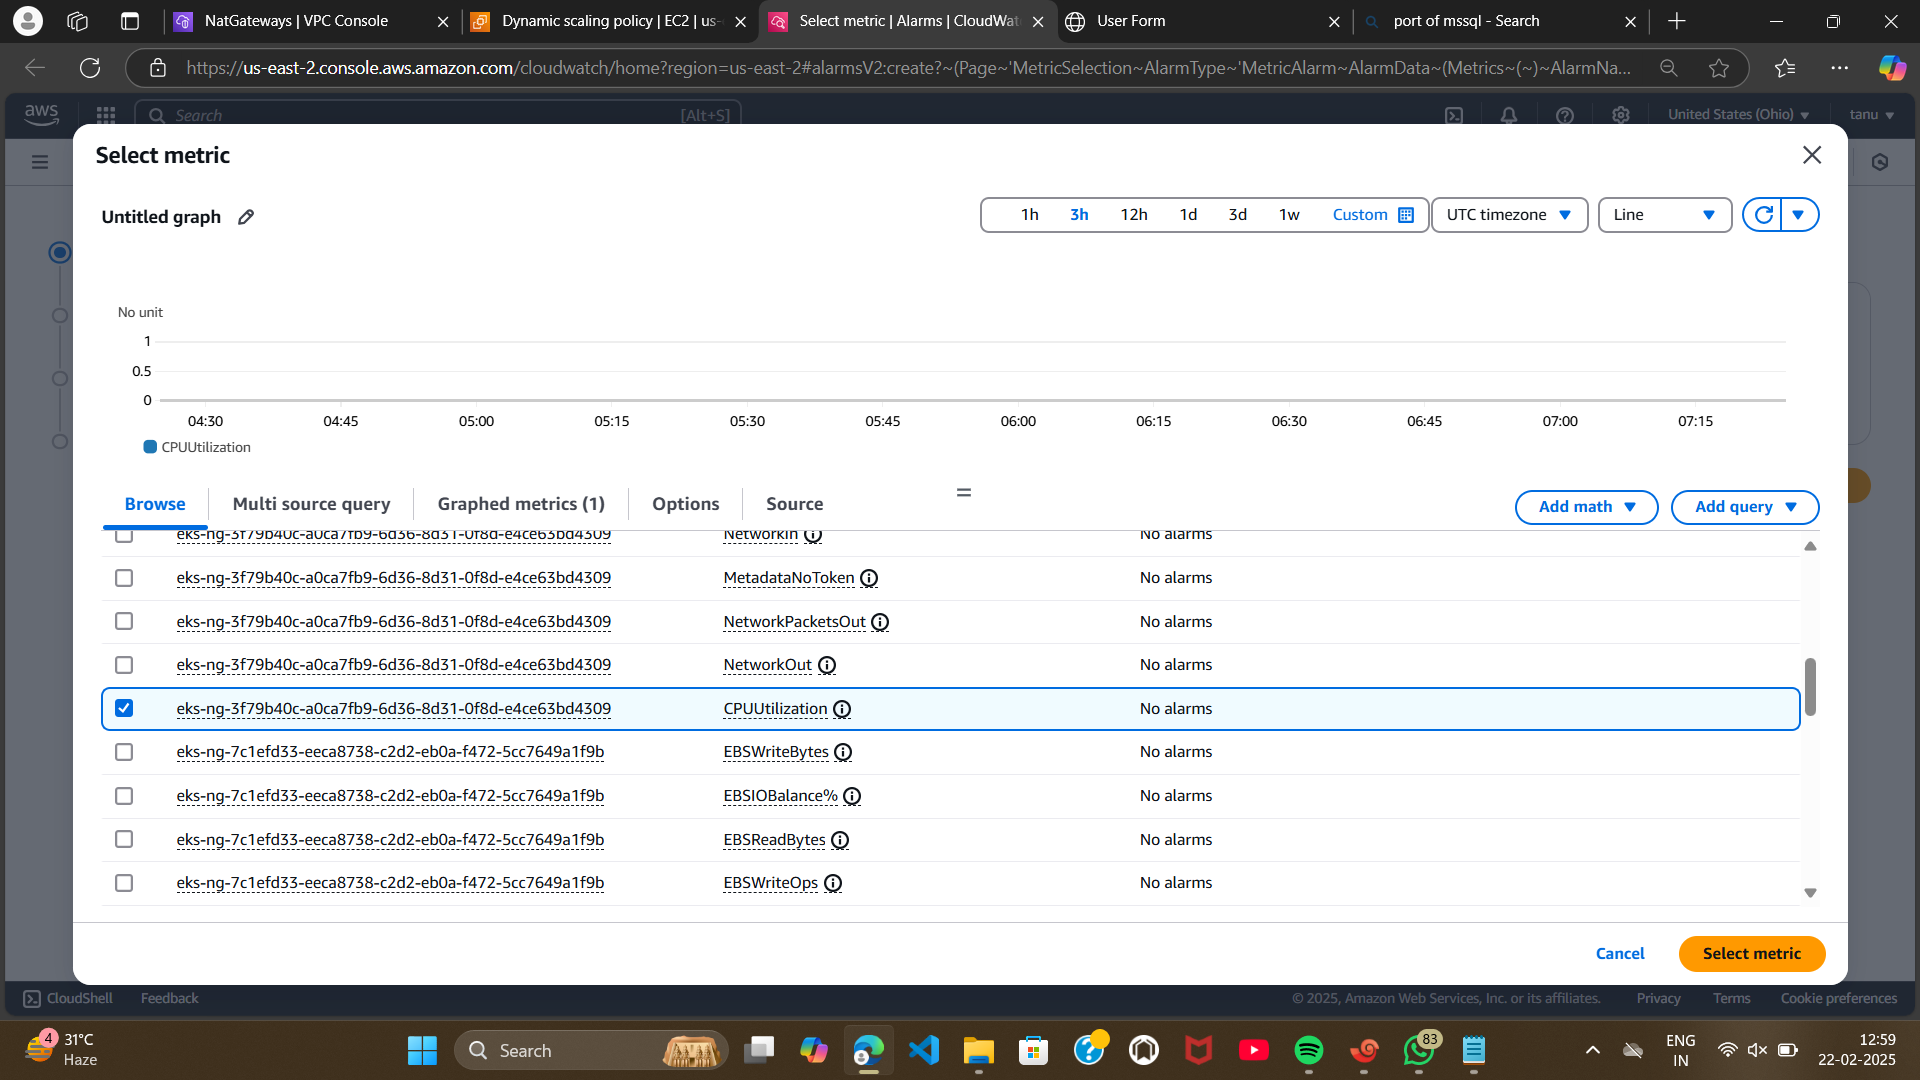 NatGateways | VPC Console
Dynamic scaling policy | EC2 | us-
Select metric | Alarms | CloudWat
User Form
port of mssql - Search
https://us-east-2.console.aws.amazon.com/cloudwatch/home?region=us-east-2#alarmsV2:create?~(Page~'MetricSelection~AlarmType~'MetricAlarm~AlarmData~(Metrics~(~)~AlarmNa...
aws
Search
[Alt+S]
United States (Ohio)
tanu
Select metric
Untitled graph
1h 3h 12h 1d 3d 1w Custom
UTC timezone
Line
No unit
1
0.5
0
04:30 04:45 05:00 05:15 05:30 05:45 06:00 06:15 06:30 06:45 07:00 07:15
CPUUtilization
Browse
Multi source query
Graphed metrics (1)
Options
Source
=
Add math
Add query
eks-ng-3f79b40c-a0ca7fb9-6d36-8d31-0f8d-e4ce63bd4309 NetworkIn No alarms
eks-ng-3f79b40c-a0ca7fb9-6d36-8d31-0f8d-e4ce63bd4309 MetadataNoToken No alarms
eks-ng-3f79b40c-a0ca7fb9-6d36-8d31-0f8d-e4ce63bd4309 NetworkPacketsOut No alarms
eks-ng-3f79b40c-a0ca7fb9-6d36-8d31-0f8d-e4ce63bd4309 NetworkOut No alarms
eks-ng-3f79b40c-a0ca7fb9-6d36-8d31-0f8d-e4ce63bd4309 CPUUtilization No alarms
eks-ng-7c1efd33-eeca8738-c2d2-eb0a-f472-5cc7649a1f9b EBSWriteBytes No alarms
eks-ng-7c1efd33-eeca8738-c2d2-eb0a-f472-5cc7649a1f9b EBSIOBalance% No alarms
eks-ng-7c1efd33-eeca8738-c2d2-eb0a-f472-5cc7649a1f9b EBSReadBytes No alarms
eks-ng-7c1efd33-eeca8738-c2d2-eb0a-f472-5cc7649a1f9b EBSWriteOps No alarms
Cancel
Select metric
CloudShell
Feedback
© 2025, Amazon Web Services, Inc. or its affiliates.
Privacy
Terms
Cookie preferences
4
31°C
Haze
Search
83
ENG
IN
12:59
22-02-2025